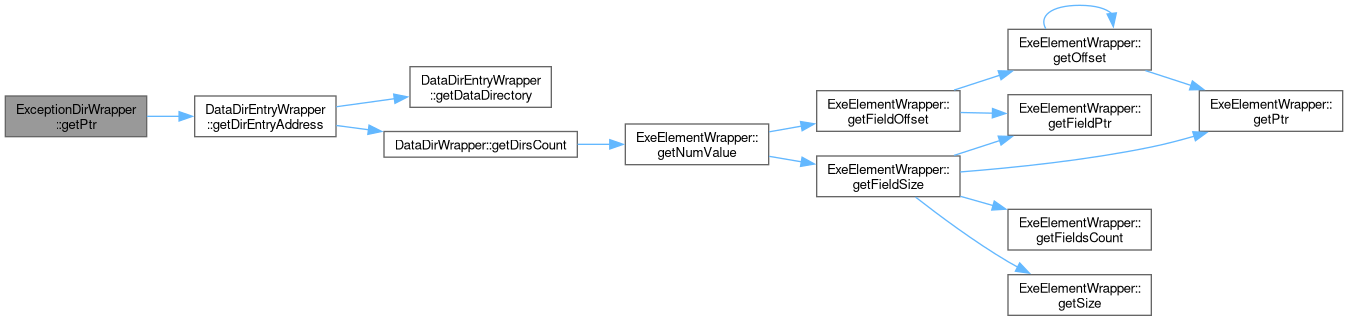 ExceptionDirWrapper
::getPtr
DataDirEntryWrapper
::getDirEntryAddress
DataDirEntryWrapper
::getDataDirectory
DataDirWrapper::getDirsCount
ExeElementWrapper::
getNumValue
ExeElementWrapper::
getFieldOffset
ExeElementWrapper::
getFieldSize
ExeElementWrapper::
getOffset
ExeElementWrapper::
getFieldPtr
ExeElementWrapper::
getFieldsCount
ExeElementWrapper::
getSize
ExeElementWrapper::
getPtr